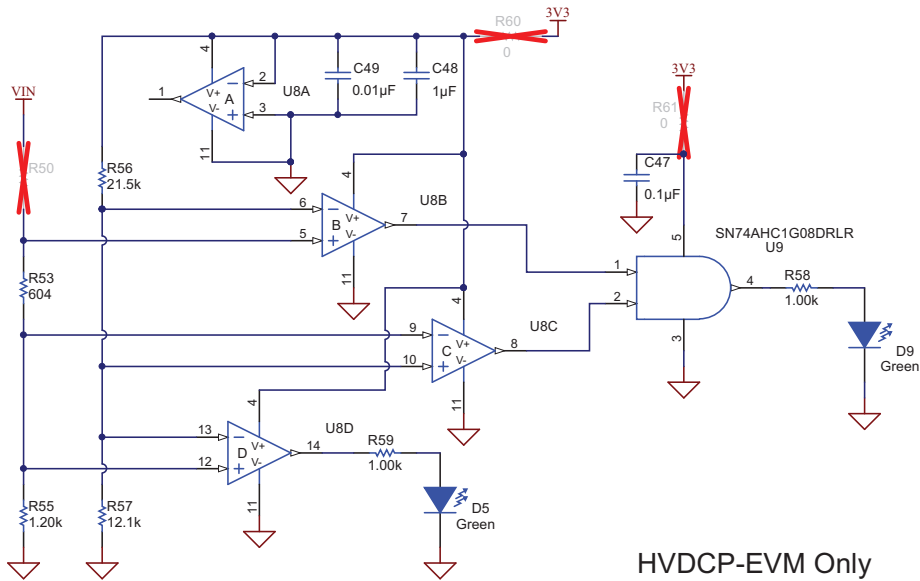 R60
0
3V3
VIN
R50
4
1
V+
V-
A
2
3
11
U8A
C49
0.01µF
C48
1µF
3V3
R61
0
C47
0.1µF
R56
21.5k
4
6
5
V+
V-
B
7
11
U8B
5
SN74AHC1G08DRLR
U9
1
2
4
3
R58
1.00k
D9
Green
R53
604
4
9
10
V+
V-
C
8
11
U8C
4
13
12
V+
V-
D
14
11
U8D
R59
1.00k
D5
Green
R55
1.20k
R57
12.1k
HVDCP-EVM Only